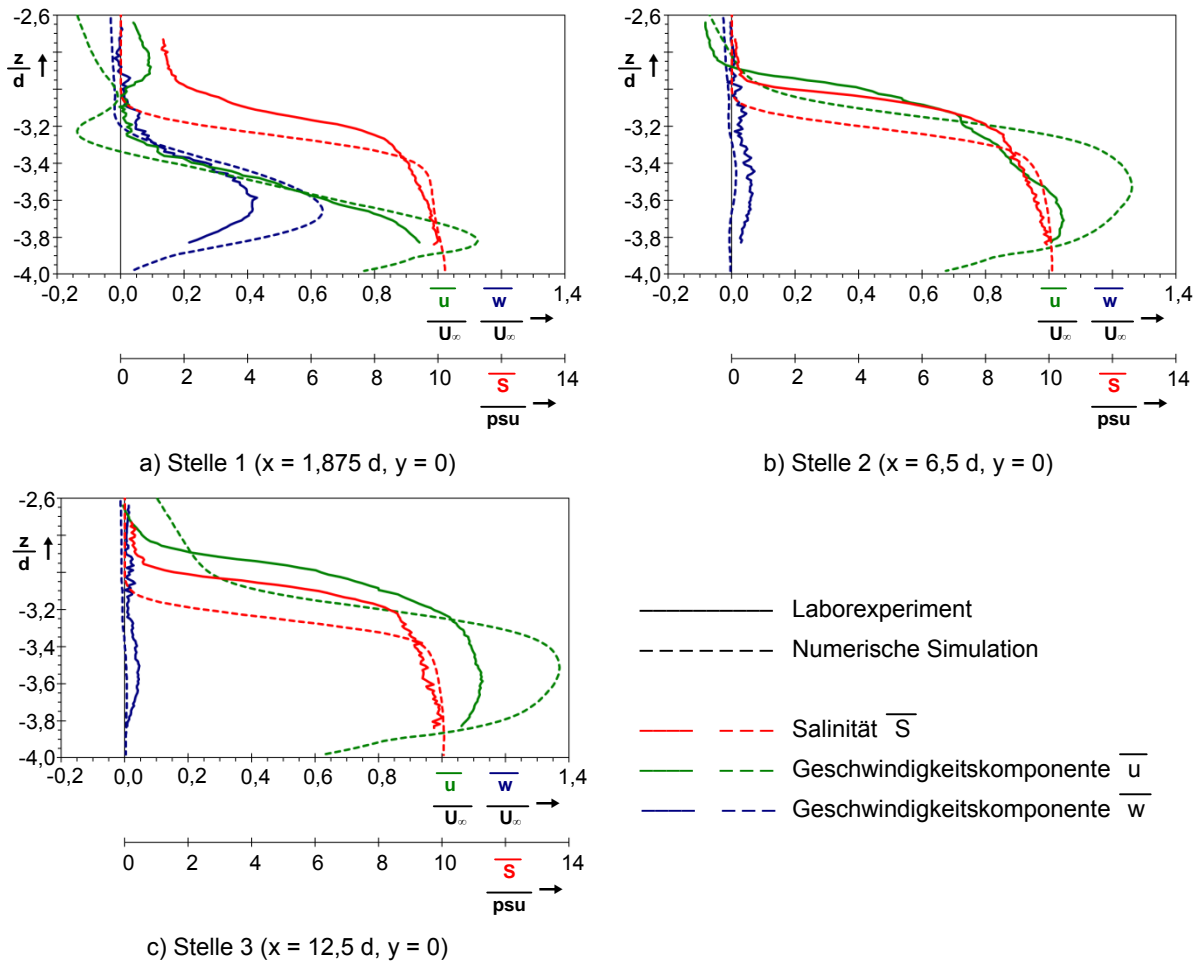 -2,6
z
d
-3,2
-3,4
-3,6
-3,8
-4,0
-0,2 0,0 0,2 0,4 0,6 0,8 1,4
u w
U∞ U∞
0 2 4 6 8 10 14
S
psu
a) Stelle 1 (x = 1,875 d, y = 0)
-2,6
z
d
-3,2
-3,4
-3,6
-3,8
-4,0
-0,2 0,0 0,2 0,4 0,6 0,8 1,4
u w
U∞ U∞
0 2 4 6 8 10 14
S
psu
b) Stelle 2 (x = 6,5 d, y = 0)
-2,6
z
d
-3,2
-3,6
-3,8
-4,0
-0,2 0,0 0,2 0,4 0,6 0,8 1,4
u w
U∞ U∞
0 2 4 6 8 10 14
S
psu
c) Stelle 3 (x = 12,5 d, y = 0)
Laborexperiment
Numerische Simulation
Salinität S
Geschwindigkeitskomponente u
Geschwindigkeitskomponente w